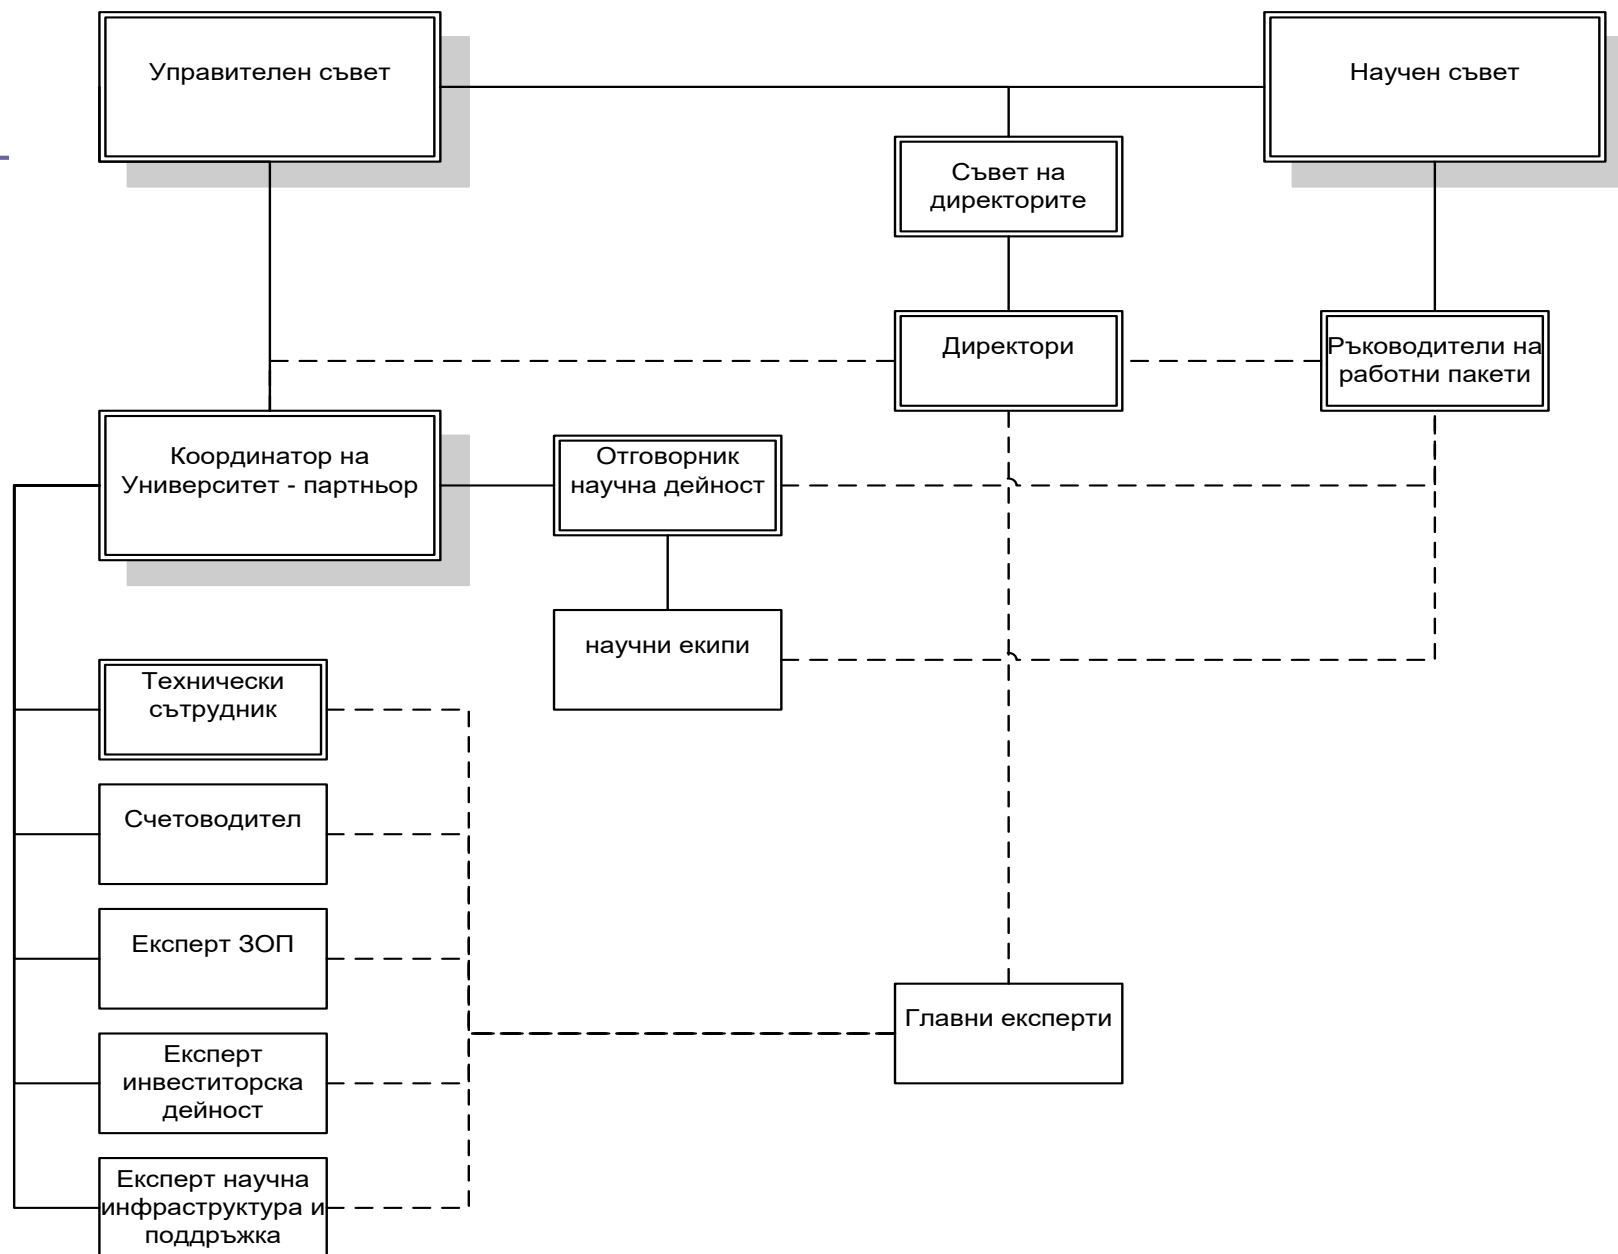 Управителен съвет
Научен съвет
Съвет на
директорите
Директори
Ръководители на
работни пакети
Координатор на
Университет - партньор
Отговорник
научна дейност
научни екипи
Технически
сътрудник
Счетоводител
Експерт ЗОП
Главни експерти
Експерт
инвеститорска
дейност
Експерт научна
инфраструктура и
поддръжка